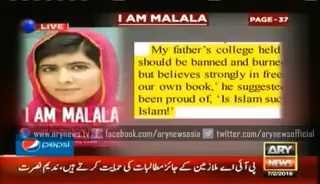 I AM MALALA
LIVE
PAGE - 37
My father's college held
should be banned and burne
but believes strongly in free
our own book,' he suggeste
been proud of, 'Is Islam suc
Islam!'
I AM MALALA
www.arynews.tv facebook.com/arynewsasia twitter.com/arynewsofficial
pepsi
ARY NEWS
پی آئی اے ملازمین کے جائز مطالبات کی حمایت کرتے ہیں، ندیم نصرت
7/2/2016